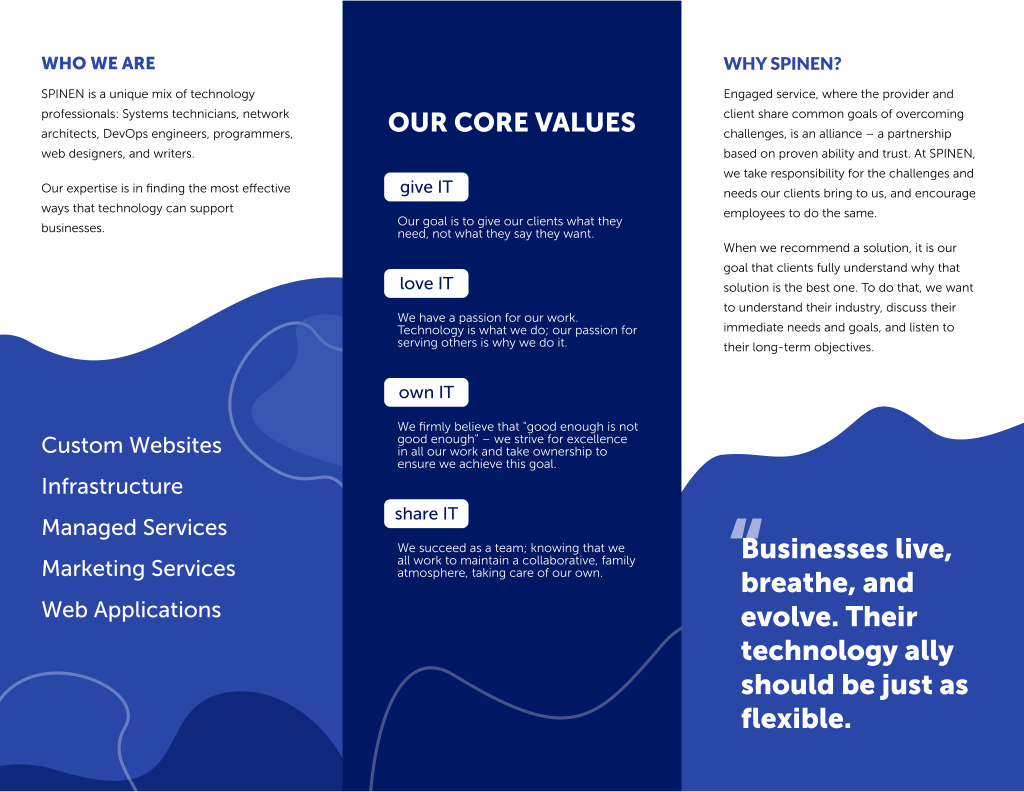 WHO WE ARE
SPINEN is a unique mix of technology
professionals: Systems technicians, network
architects, DevOps engineers, programmers,
web designers, and writers.
Our expertise is in finding the most effective
ways that technology can support
businesses.
Custom Websites
Infrastructure
Managed Services
Marketing Services
Web Applications
OUR CORE VALUES
give IT
Our goal is to give our clients what they
need, not what they say they want.
love IT
We have a passion for our work.
Technology is what we do; our passion for
serving others is why we do it.
own IT
We firmly believe that "good enough is not
good enough" – we strive for excellence
in all our work and take ownership to
ensure we achieve this goal.
share IT
We succeed as a team; knowing that we
all work to maintain a collaborative, family
atmosphere, taking care of our own.
WHY SPINEN?
Engaged service, where the provider and
client share common goals of overcoming
challenges, is an alliance – a partnership
based on proven ability and trust. At SPINEN,
we take responsibility for the challenges and
needs our clients bring to us, and encourage
employees to do the same.
When we recommend a solution, it is our
goal that clients fully understand why that
solution is the best one. To do that, we want
to understand their industry, discuss their
immediate needs and goals, and listen to
their long-term objectives.
"
Businesses live,
breathe, and
evolve. Their
technology ally
should be just as
flexible.